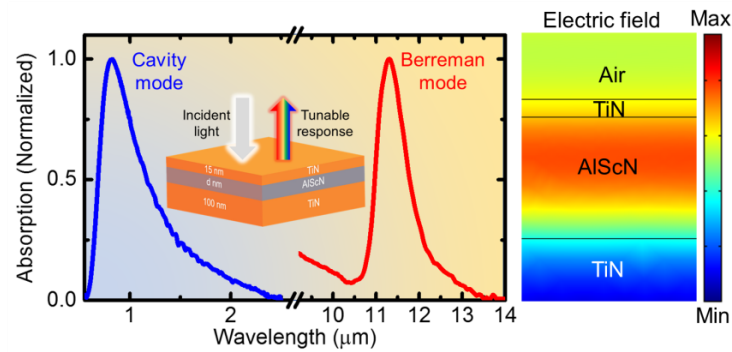 Electric field
Max
1.0
0.75
0.5
0.0
Absorption (Normalized)
Cavity
mode
Berreman
mode
Incident
light
Tunable
response
15 nm
TiN
d nm
AlScN
100 nm
TiN
1
2
10
11
12
13
14
Wavelength (μm)
Air
TiN
AlScN
TiN
Min